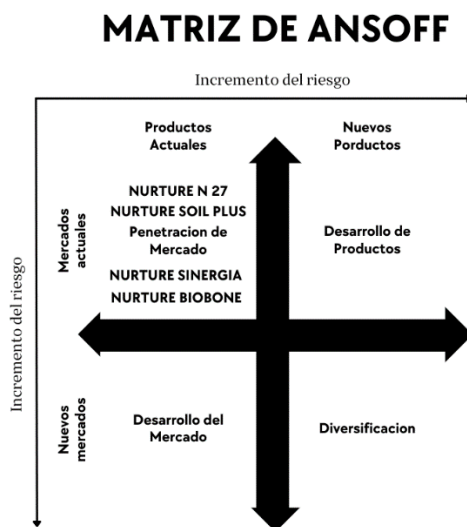 MATRIZ DE ANSOFF
Incremento del riesgo
Productos
Actuales
Nuevos
Porductos
Incremento del riesgo
Mercados
actuales
NURTURE N 27
NURTURE SOIL PLUS
Penetracion de
Mercado
NURTURE SINERGIA
NURTURE BIOBONE
Desarrollo de
Productos
Nuevos
mercados
Desarrollo del
Mercado
Diversificacion